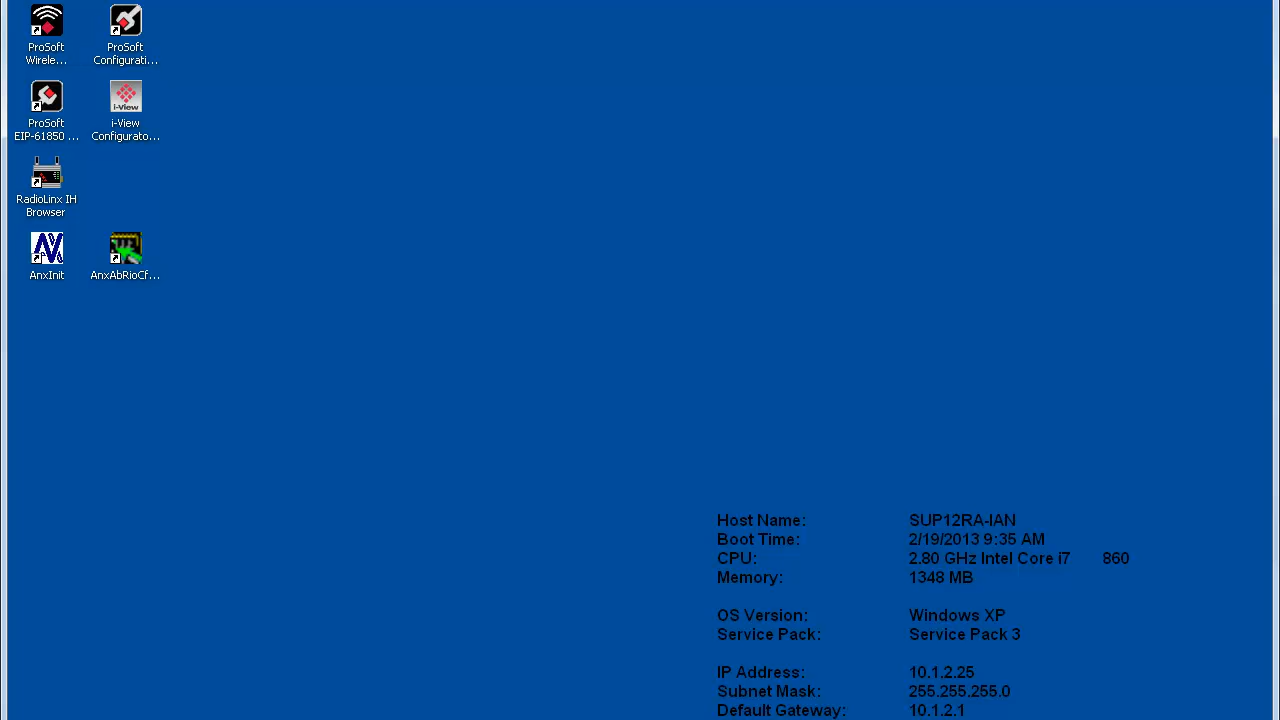 ProSoft Wirele...
ProSoft Configurati...
ProSoft EIP-61850 ...
i-View
i-View Configurato...
RadioLinx IH Browser
AnxInit
AnxAbRioCf...
Host Name: SUP12RA-IAN
Boot Time: 2/19/2013 9:35 AM
CPU: 2.80 GHz Intel Core i7 860
Memory: 1348 MB
OS Version: Windows XP
Service Pack: Service Pack 3
IP Address: 10.1.2.25
Subnet Mask: 255.255.255.0
Default Gateway: 10.1.2.1